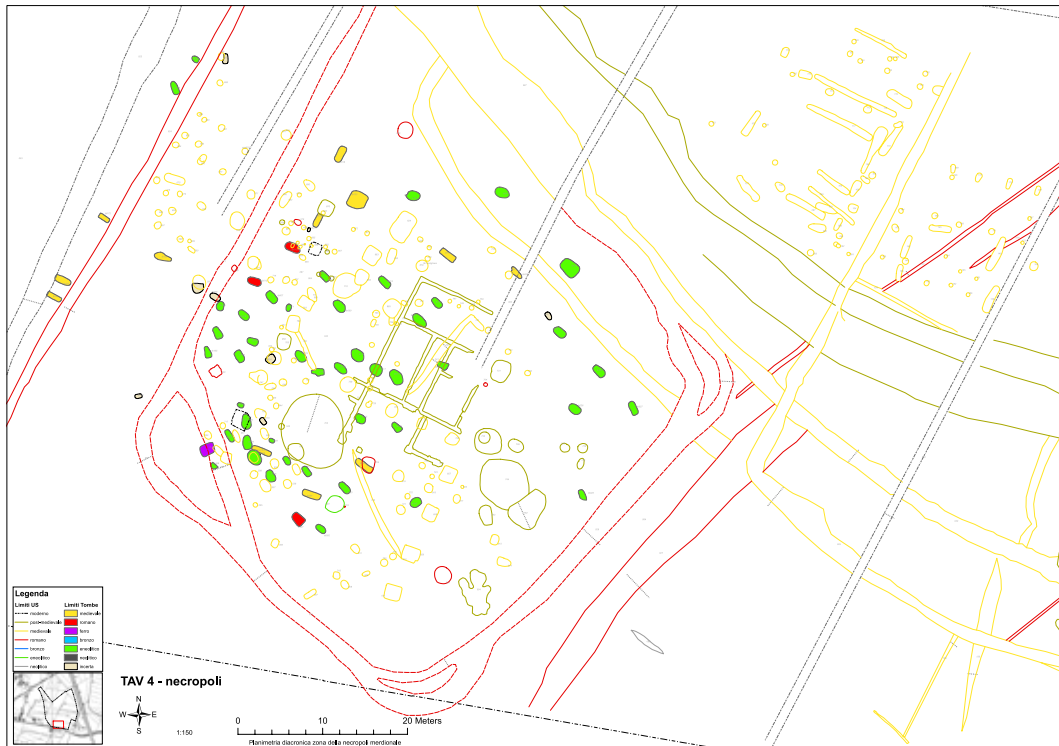 Legenda
Limiti US Limiti Tombe
moderno medievale
post-medievale romano
medievale ferro
romano bronzo
bronzo eneolitico
eneolitico neolitico
neolitico incerta
TAV 4 - necropoli
N
W E
S
1:150
0 10 20 Meters
Planimetria diacronica zona della necropoli meridionale